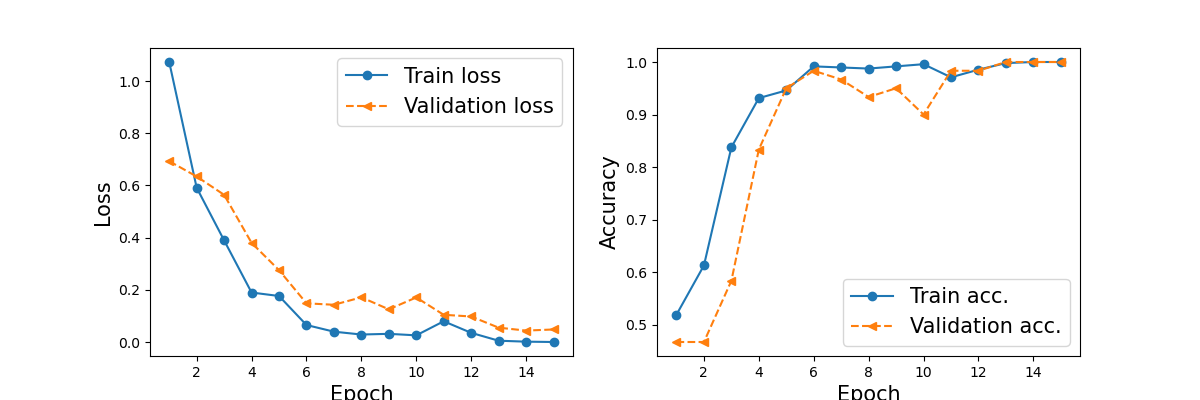 1.0
0.8
0.6
0.4
0.2
0.0
Loss
Train loss
Validation loss
2 4 6 8 10 12 14
Epoch
1.0
0.9
0.8
0.7
0.6
0.5
Accuracy
Train acc.
Validation acc.
2 4 6 8 10 12 14
Epoch